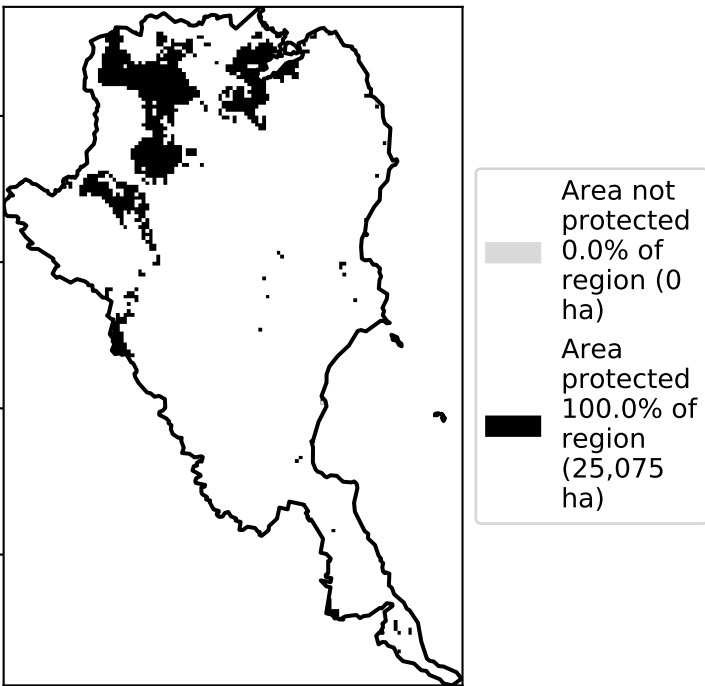 Area not
protected
0.0% of
region (0
ha)
Area
protected
100.0% of
region
(25,075
ha)